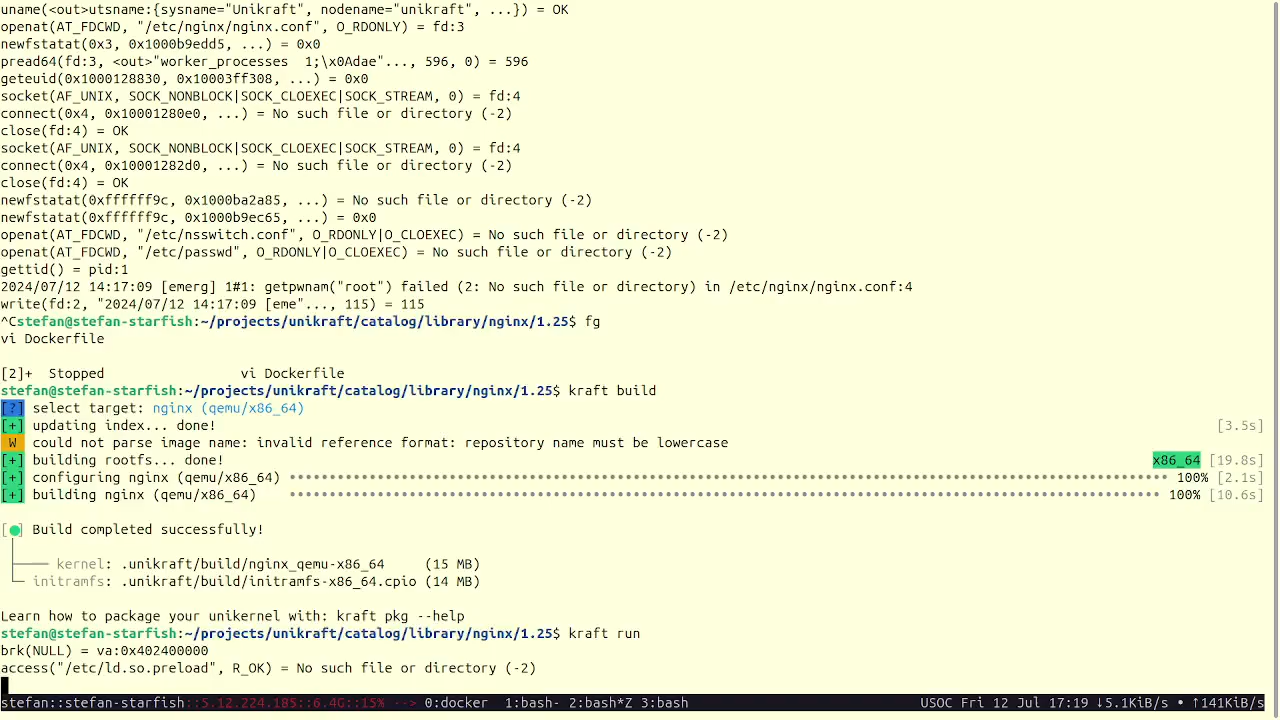 uname(<out>utsname:{sysname="Unikraft", nodename="unikraft", ...}) = OK
openat(AT_FDCWD, "/etc/nginx/nginx.conf", O_RDONLY) = fd:3
newfstatat(0x3, 0x1000b9edd5, ...) = 0x0
pread64(fd:3, <out>"worker_processes  1;\x0Adae"..., 596, 0) = 596
geteuid(0x1000128830, 0x10003ff308, ...) = 0x0
socket(AF_UNIX, SOCK_NONBLOCK|SOCK_CLOEXEC|SOCK_STREAM, 0) = fd:4
connect(0x4, 0x10001280e0, ...) = No such file or directory (-2)
close(fd:4) = OK
socket(AF_UNIX, SOCK_NONBLOCK|SOCK_CLOEXEC|SOCK_STREAM, 0) = fd:4
connect(0x4, 0x10001282d0, ...) = No such file or directory (-2)
close(fd:4) = OK
newfstatat(0xffffff9c, 0x1000ba2a85, ...) = No such file or directory (-2)
newfstatat(0xffffff9c, 0x1000b9ec65, ...) = 0x0
openat(AT_FDCWD, "/etc/nsswitch.conf", O_RDONLY|O_CLOEXEC) = No such file or directory (-2)
openat(AT_FDCWD, "/etc/passwd", O_RDONLY|O_CLOEXEC) = No such file or directory (-2)
gettid() = pid:1
2024/07/12 14:17:09 [emerg] 1#1: getpwnam("root") failed (2: No such file or directory) in /etc/nginx/nginx.conf:4
write(fd:2, "2024/07/12 14:17:09 [eme"..., 115) = 115
^Cstefan@stefan-starfish:~/projects/unikraft/catalog/library/nginx/1.25$ fg
vi Dockerfile
[2]+  Stopped                 vi Dockerfile
stefan@stefan-starfish:~/projects/unikraft/catalog/library/nginx/1.25$ kraft build
[?] select target: nginx (qemu/x86_64)
[+] updating index... done! [3.5s]
W could not parse image name: invalid reference format: repository name must be lowercase
[+] building rootfs... done! x86_64 [19.8s]
[+] configuring nginx (qemu/x86_64) 100% [2.1s]
[+] building nginx (qemu/x86_64) 100% [10.6s]
[●] Build completed successfully!
kernel: .unikraft/build/nginx_qemu-x86_64     (15 MB)
initramfs: .unikraft/build/initramfs-x86_64.cpio (14 MB)
Learn how to package your unikernel with: kraft pkg --help
stefan@stefan-starfish:~/projects/unikraft/catalog/library/nginx/1.25$ kraft run
brk(NULL) = va:0x402400000
access("/etc/ld.so.preload", R_OK) = No such file or directory (-2)
stefan::stefan-starfish::5.12.224.185::6.4G::15% --> 0:docker  1:bash- 2:bash*Z 3:bash USOC Fri 12 Jul 17:19 ↓5.1KiB/s • ↑141KiB/s